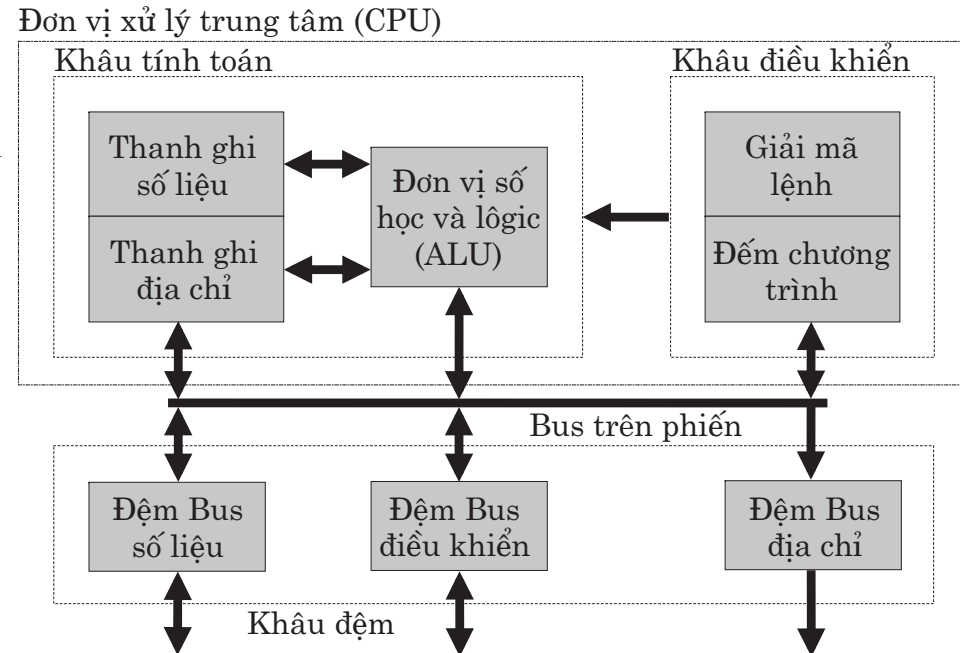 Đơn vị xử lý trung tâm (CPU)
Khâu tính toán
Khâu điều khiển
Thanh ghi
số liệu
Thanh ghi
địa chỉ
Đơn vị số
học và lôgic
(ALU)
Giải mã
lệnh
Đếm chương
trình
Bus trên phiến
Đệm Bus
số liệu
Đệm Bus
điều khiển
Đệm Bus
địa chỉ
Khâu đệm